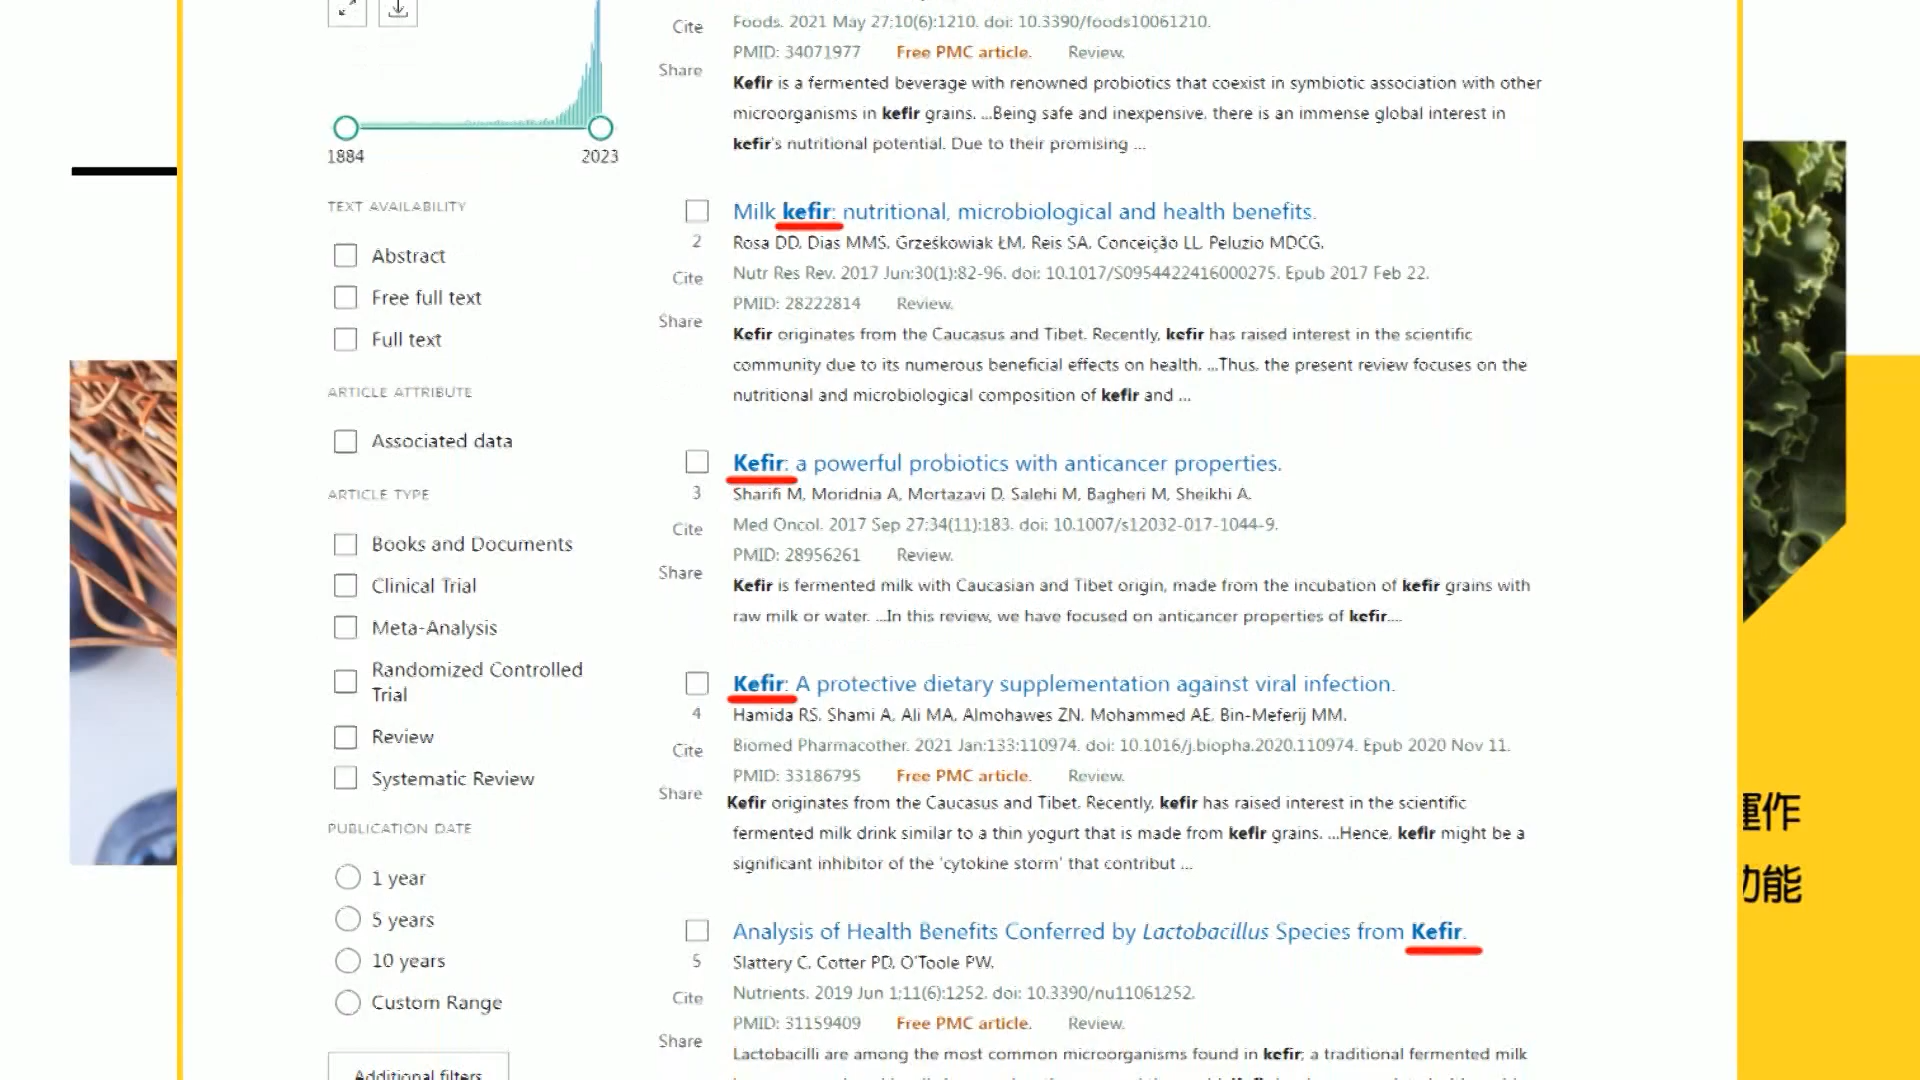 Foods. 2021 May 27;10(6):1210. doi: 10.3390/foods10061210.
Cite
PMID: 34071977 Free PMC article. Review.
Share
Kefir is a fermented beverage with renowned probiotics that coexist in symbiotic association with other
microorganisms in kefir grains. ...Being safe and inexpensive, there is an immense global interest in
kefir's nutritional potential. Due to their promising ...
1884
2023
TEXT AVAILABILITY
Abstract
Free full text
Full text
ARTICLE ATTRIBUTE
Associated data
ARTICLE TYPE
Books and Documents
Clinical Trial
Meta-Analysis
Randomized Controlled
Trial
Review
Systematic Review
PUBLICATION DATE
1 year
5 years
10 years
Custom Range
Additional filters
Milk kefir: nutritional, microbiological and health benefits.
2
Rosa DD, Dias MMS, Grześkowiak ŁM, Reis SA, Conceição LL, Peluzio MDCG.
Cite
Nutr Res Rev. 2017 Jun;30(1):82-96. doi: 10.1017/S0954422416000275. Epub 2017 Feb 22.
PMID: 28222814 Review.
Share
Kefir originates from the Caucasus and Tibet. Recently, kefir has raised interest in the scientific
community due to its numerous beneficial effects on health. ...Thus, the present review focuses on the
nutritional and microbiological composition of kefir and ...
Kefir: a powerful probiotics with anticancer properties.
3
Sharifi M, Moridnia A, Mortazavi D, Salehi M, Bagheri M, Sheikhi A.
Cite
Med Oncol. 2017 Sep 27;34(11):183. doi: 10.1007/s12032-017-1044-9.
PMID: 28956261 Review.
Share
Kefir is fermented milk with Caucasian and Tibet origin, made from the incubation of kefir grains with
raw milk or water. ...In this review, we have focused on anticancer properties of kefir....
Kefir: A protective dietary supplementation against viral infection.
4
Hamida RS, Shami A, Ali MA, Almohawes ZN, Mohammed AE, Bin-Meferij MM.
Cite
Biomed Pharmacother. 2021 Jan;133:110974. doi: 10.1016/j.biopha.2020.110974. Epub 2020 Nov 11.
PMID: 33186795 Free PMC article. Review.
Share
Kefir originates from the Caucasus and Tibet. Recently, kefir has raised interest in the scientific
fermented milk drink similar to a thin yogurt that is made from kefir grains. ...Hence, kefir might be a
significant inhibitor of the 'cytokine storm' that contribut ...
Analysis of Health Benefits Conferred by Lactobacillus Species from Kefir.
5
Slattery C, Cotter PD, O'Toole PW.
Cite
Nutrients. 2019 Jun 1;11(6):1252. doi: 10.3390/nu11061252.
PMID: 31159409 Free PMC article. Review.
Share
Lactobacilli are among the most common microorganisms found in kefir; a traditional fermented milk
運作
功能